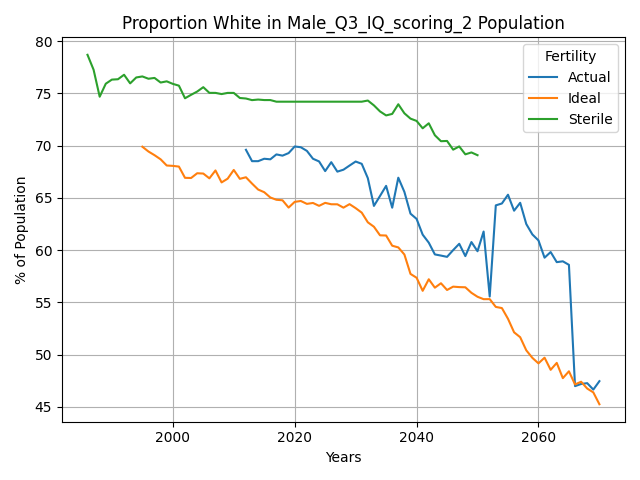 Proportion White in Male_Q3_IQ_scoring_2 Population
80
75
70
65
60
55
50
45
% of Population
Fertility
Actual
Ideal
Sterile
2000
2020
2040
2060
Years